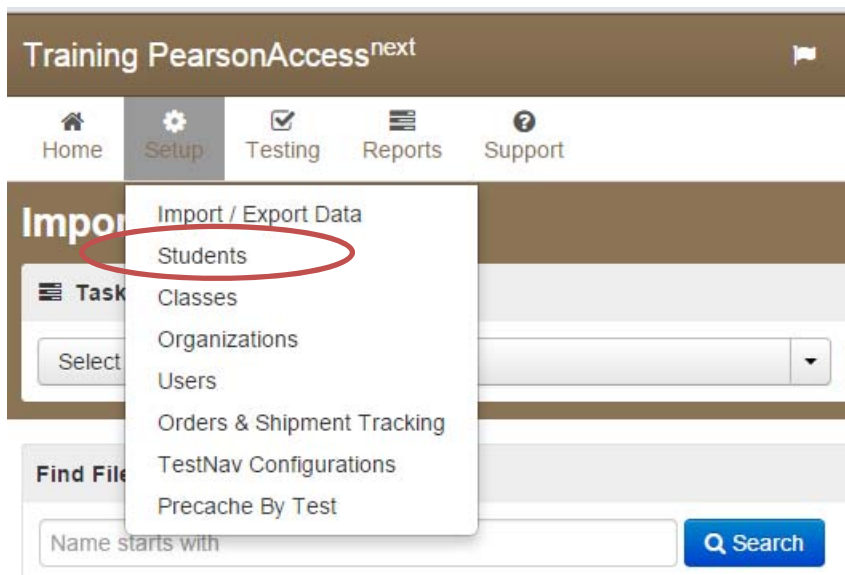 Training PearsonAccessnext
Home Setup Testing Reports Support
Impor
Import / Export Data
Students
Task
Classes
Organizations
Select
Users
Orders & Shipment Tracking
TestNav Configurations
Find File
Precache By Test
Name starts with
Search